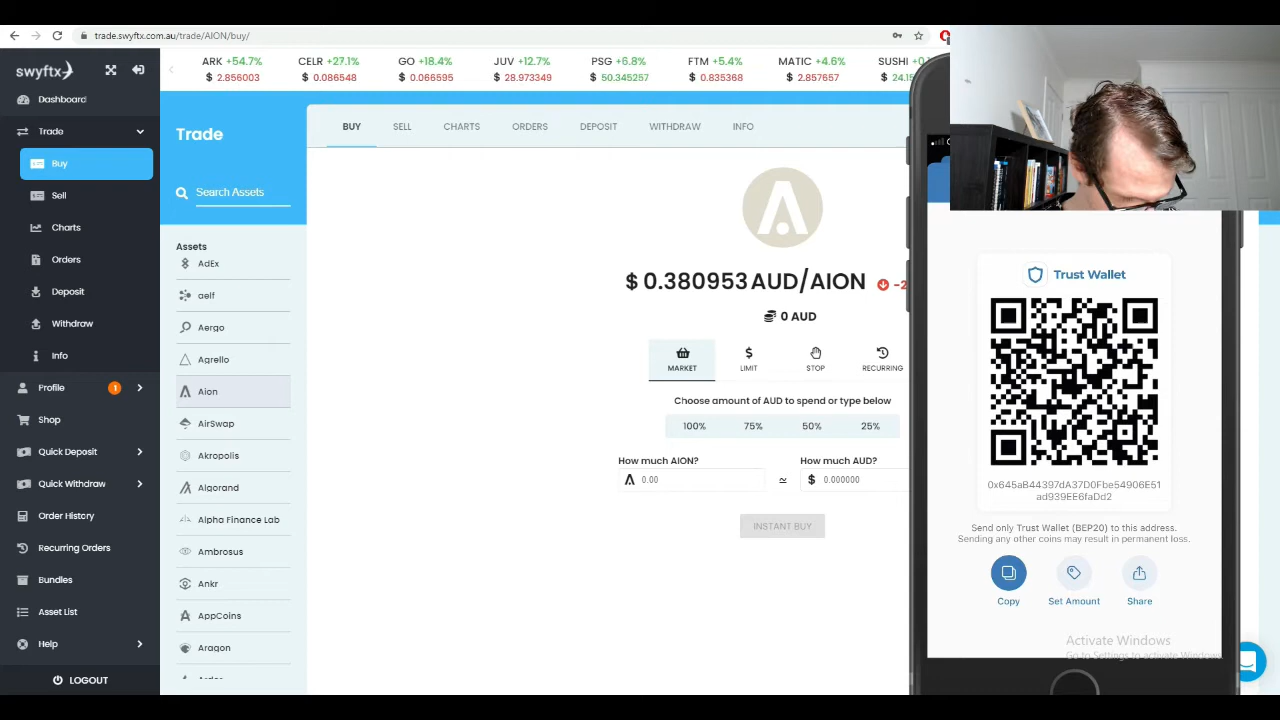 trade.swyftx.com.au/trade/AION/buy/
swyftx
Dashboard
Trade
Buy
Sell
Charts
Orders
Deposit
Withdraw
Info
Profile
1
Shop
Quick Deposit
Quick Withdraw
Order History
Recurring Orders
Bundles
Asset List
Help
LOGOUT
ARK +54.7%
$ 2.856003
CELR +27.1%
$ 0.086548
GO +18.4%
$ 0.066595
JUV +12.7%
$ 28.973349
PSG +6.8%
$ 50.345257
FTM +5.4%
$ 0.835368
MATIC +4.6%
$ 2.857657
SUSHI
Trade
Search Assets
Assets
AdEx
aelf
Aergo
Agrello
Aion
AirSwap
Akropolis
Algorand
Alpha Finance Lab
Ambrosus
Ankr
AppCoins
Aragon
BUY
SELL
CHARTS
ORDERS
DEPOSIT
WITHDRAW
INFO
$ 0.380953 AUD/AION
0 AUD
MARKET
LIMIT
STOP
RECURRING
Choose amount of AUD to spend or type below
100%
75%
50%
25%
How much AION?
How much AUD?
0.00
≃
$ 0.000000
INSTANT BUY
Trust Wallet
0x645aB44397dA37D0Fbe54906E51
ad939EE6faDd2
Send only Trust Wallet (BEP20) to this address.
Sending any other coins may result in permanent loss.
Copy
Set Amount
Share
Activate Windows
Go to Settings to activate Windows.